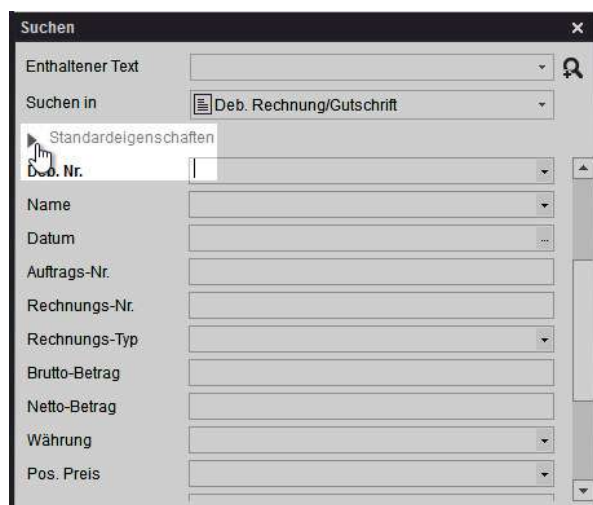 Suchen
Enthaltener Text
Suchen in Deb. Rechnung/Gutschrift
Standardeigenschaften
Deb. Nr.
Name
Datum ...
Auftrags-Nr.
Rechnungs-Nr.
Rechnungs-Typ
Brutto-Betrag
Netto-Betrag
Währung
Pos. Preis